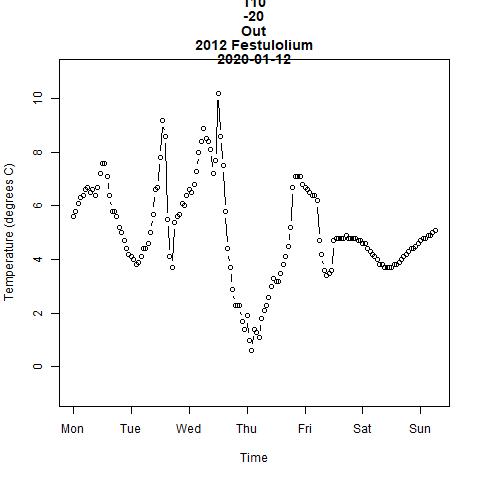 110
-20
Out
2012 Festulolium
2020-01-12
Temperature (degrees C)
10
8
6
4
2
0
Mon Tue Wed Thu Fri Sat Sun
Time